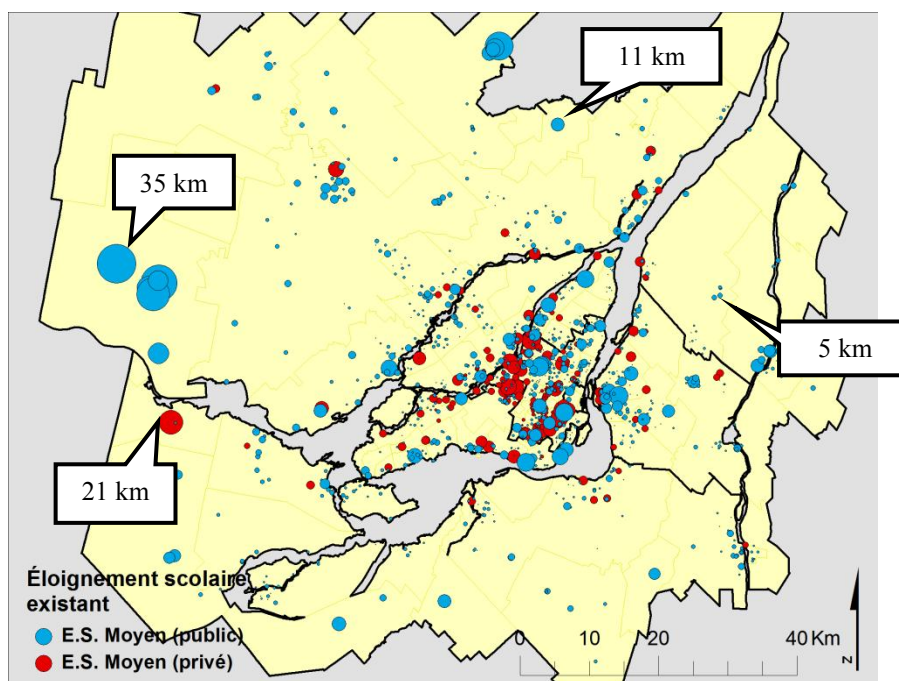 11 km
35 km
5 km
21 km
Éloignement scolaire
existant
E.S. Moyen (public)
E.S. Moyen (privé)
0 10 20 40 Km
N